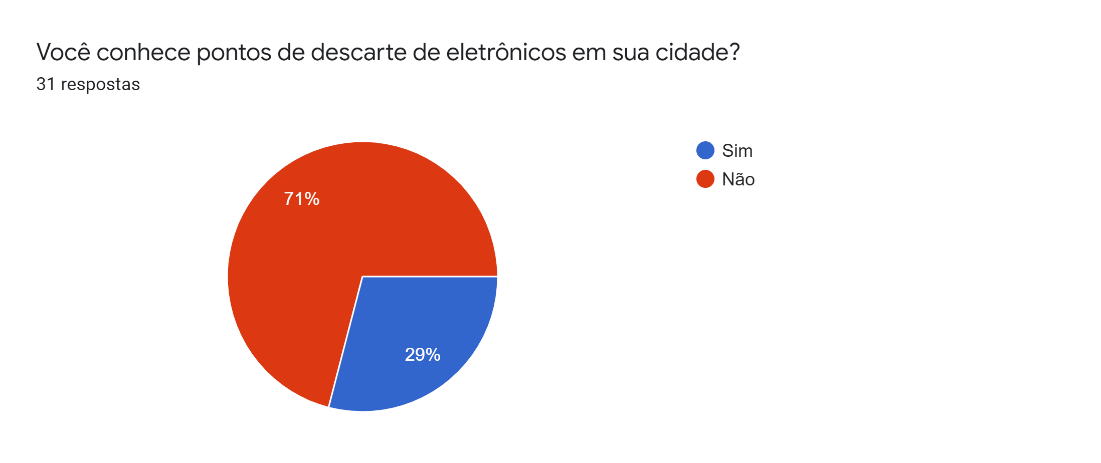 Você conhece pontos de descarte de eletrônicos em sua cidade?
31 respostas
Sim
Não
71%
29%